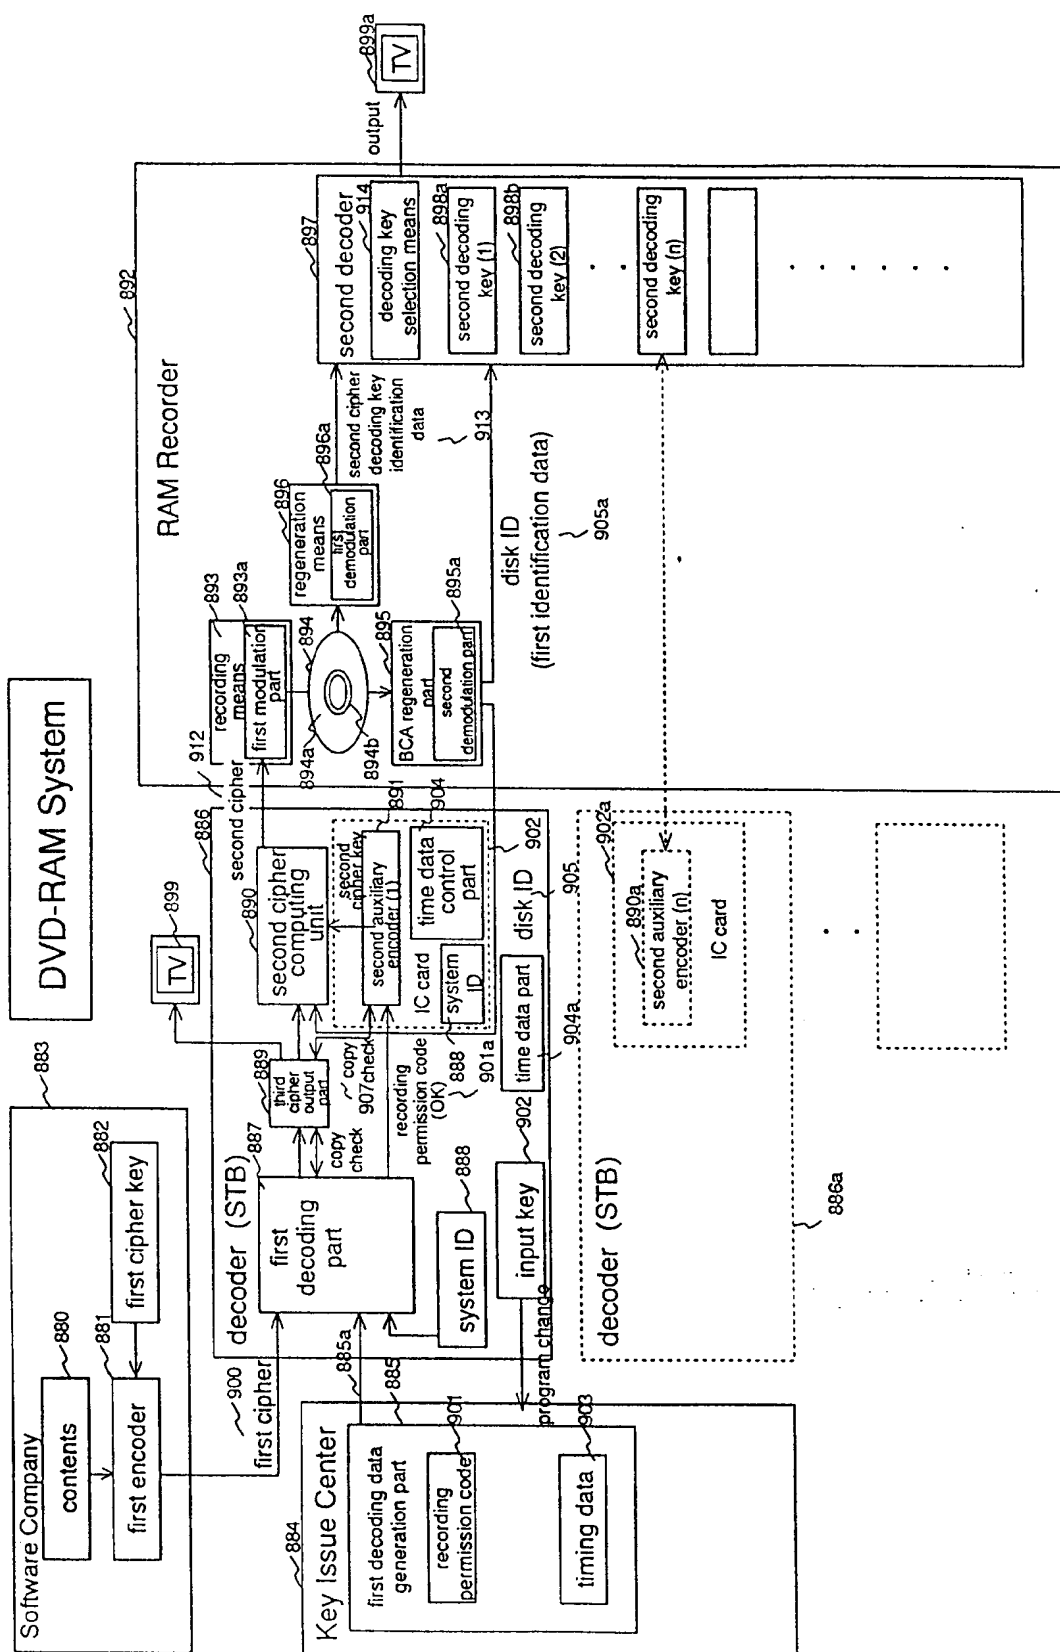 DVD-RAM System
Software Company
883
contents
880
first encoder
881
first cipher key
882
900
first cipher
Key Issue Center
884
first decoding data
generation part
885
885a
recording
permission code
901
timing data
903
program change
decoder (STB)
886
first
decoding
part
887
system ID
888
input key
902
copy
check
third
cipher
output
part
889
copy
check
907
recording
permission code
(OK)
901a
second cipher
computing
unit
890
second cipher key
second auxiliary
encoder (1)
891
IC card
system
ID
888
time data
control
part
904
902
time data part
904a
disk ID
905
TV
899
second cipher
912
decoder (STB)
886a
second auxiliary
encoder (n)
890a
IC card
902a
RAM Recorder
892
recording
means
893
first modulation
part
893a
894
894a
894b
BCA regeneration
part
895
second
demodulation part
895a
regeneration
means
896
first
demodulation
part
896a
second cipher
decoding key
identification
data
913
disk ID
(first identification data)
905a
second decoder
897
decoding key
selection means
914
second decoding
key (1)
898a
second decoding
key (2)
898b
second decoding
key (n)
output
TV
899a